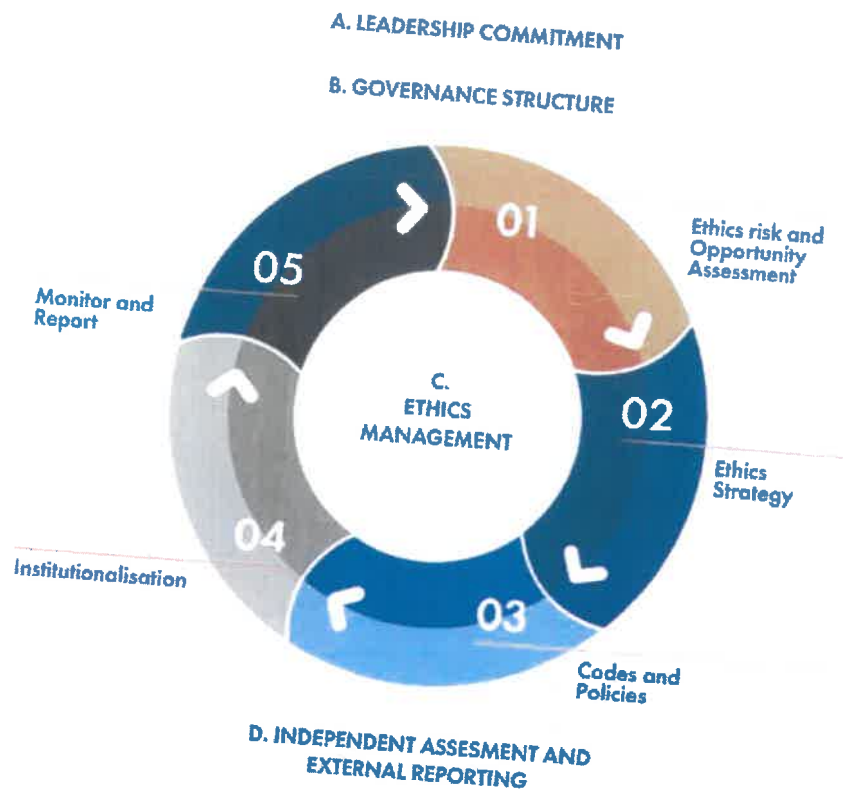 A. LEADERSHIP COMMITMENT
B. GOVERNANCE STRUCTURE
01
Ethics risk and
Opportunity
Assessment
05
Monitor and
Report
C.
ETHICS
MANAGEMENT
02
Ethics
Strategy
04
Institutionalisation
03
Codes and
Policies
D. INDEPENDENT ASSESMENT AND
EXTERNAL REPORTING